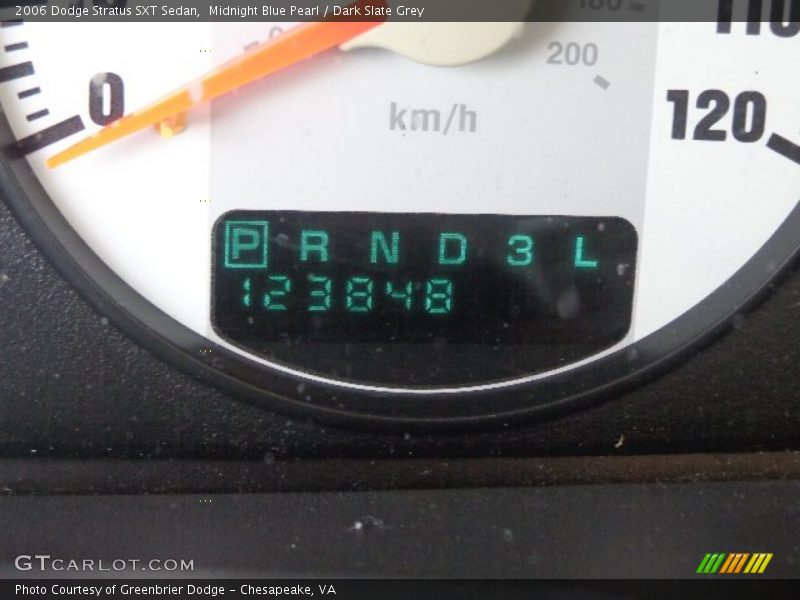 2006 Dodge Stratus SXT Sedan, Midnight Blue Pearl / Dark Slate Grey
200
0
km/h
120
P R N D 3 L
123848
GTCARLOT.COM
Photo Courtesy of Greenbrier Dodge - Chesapeake, VA